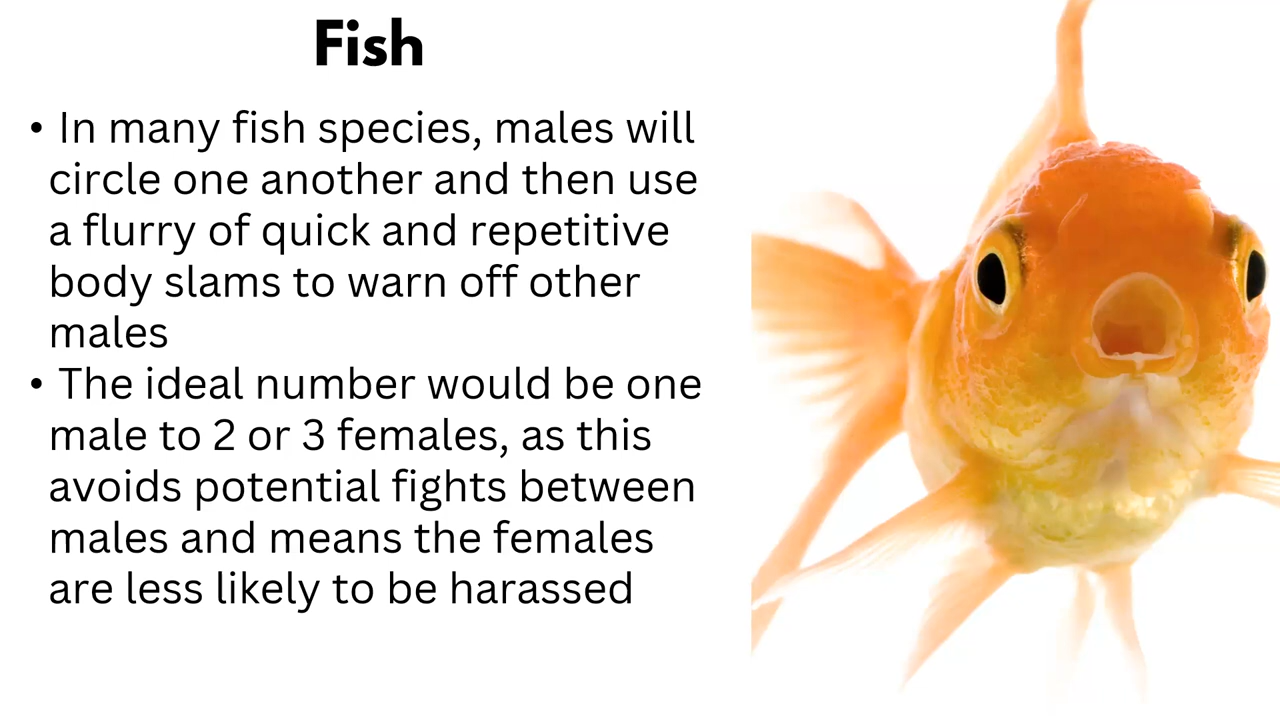 Fish
• In many fish species, males will
circle one another and then use
a flurry of quick and repetitive
body slams to warn off other
males
• The ideal number would be one
male to 2 or 3 females, as this
avoids potential fights between
males and means the females
are less likely to be harassed